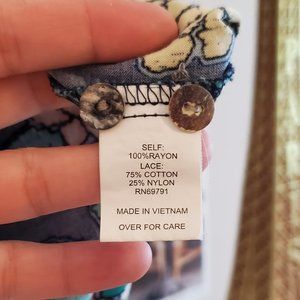 SELF:
100%RAYON
LACE:
75% COTTON
25% NYLON
RN69791
MADE IN VIETNAM
OVER FOR CARE